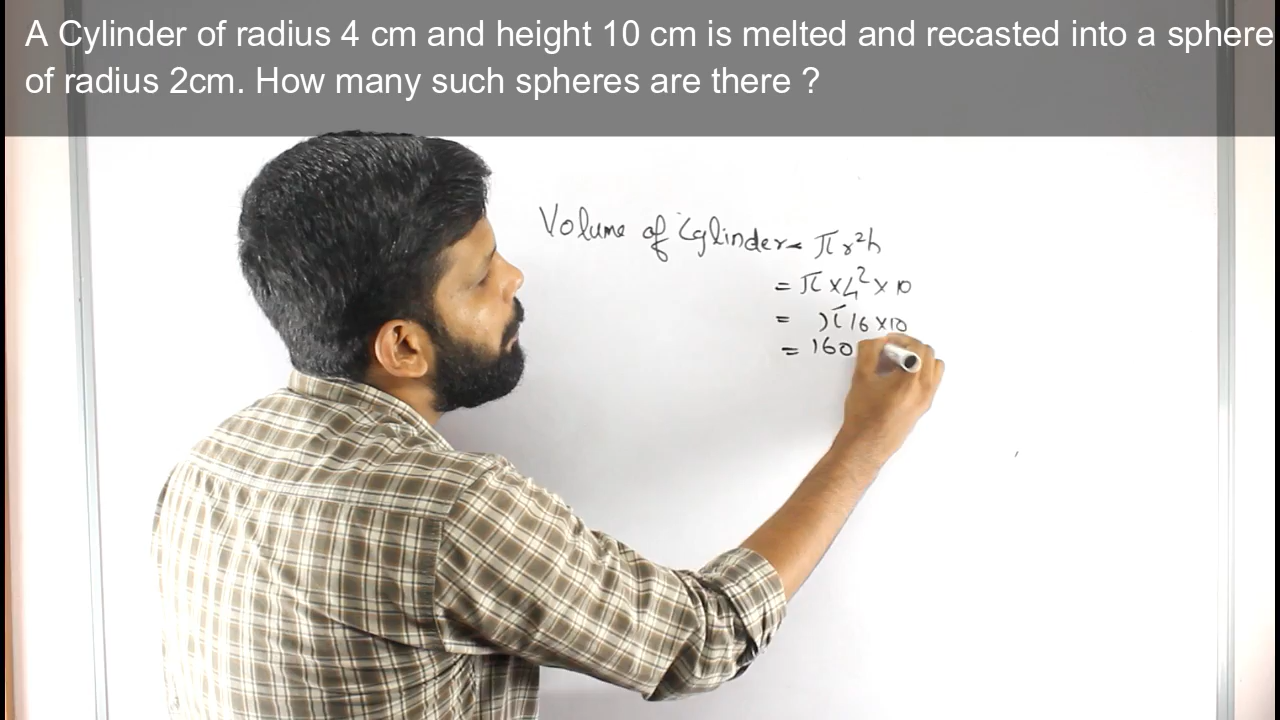 A Cylinder of radius 4 cm and height 10 cm is melted and recasted into a sphere
of radius 2cm. How many such spheres are there ?
Volume of Cylinder = πr²h
= π × 4² × 10
= π 16 × 10
= 160